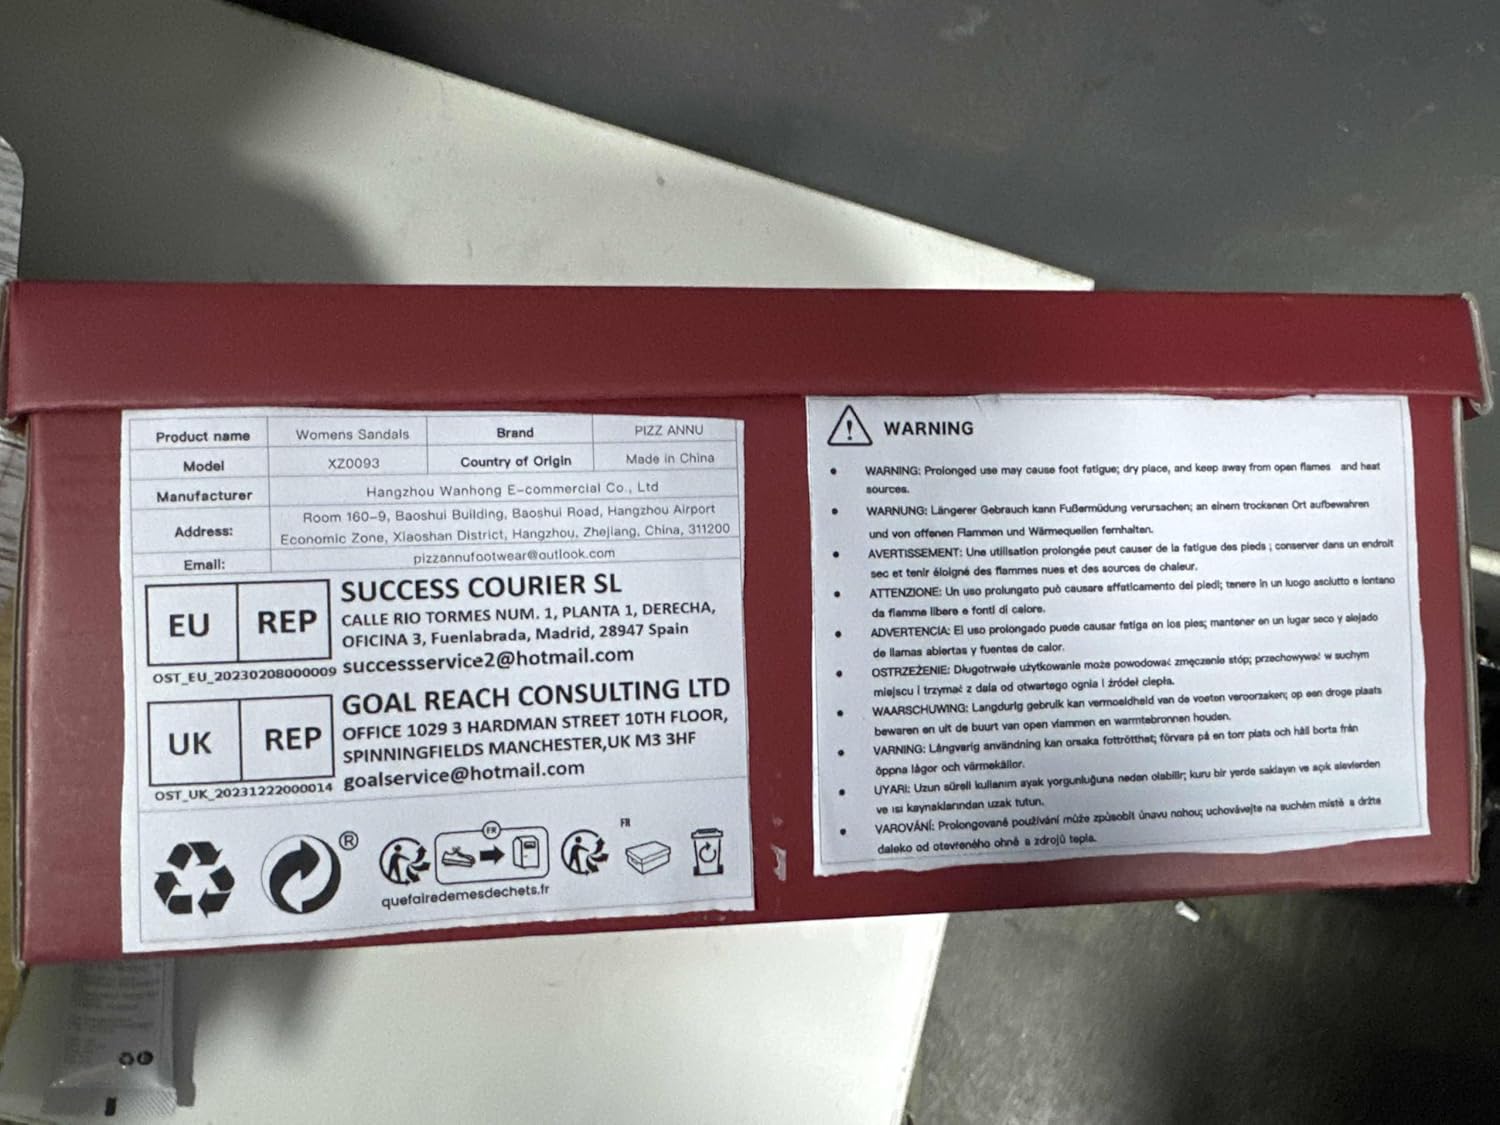 Product name Womens Sandals Brand PIZZ ANNU
Model XZ0093 Country of Origin Made in China
Manufacturer Hangzhou Wanhong E-commercial Co., Ltd
Address: Room 160-9, Baoshui Building, Baoshui Road, Hangzhou Airport
Economic Zone, Xiaoshan District, Hangzhou, Zhejiang, China, 311200
Email: pizzannufootwear@outlook.com
EU REP
OST_EU_20230208000009
SUCCESS COURIER SL
CALLE RIO TORMES NUM. 1, PLANTA 1, DERECHA,
OFICINA 3, Fuenlabrada, Madrid, 28947 Spain
successservice2@hotmail.com
UK REP
OST_UK_20231222000014
GOAL REACH CONSULTING LTD
OFFICE 1029 3 HARDMAN STREET 10TH FLOOR,
SPINNINGFIELDS MANCHESTER,UK M3 3HF
goalservice@hotmail.com
®
FR
FR
quefairedemesdechets.fr
WARNING
WARNING: Prolonged use may cause foot fatigue; dry place, and keep away from open flames and heat
sources.
WARNUNG: Längerer Gebrauch kann Fußermüdung verursachen; an einem trockenen Ort aufbewahren
und von offenen Flammen und Wärmequellen fernhalten.
AVERTISSEMENT: Une utilisation prolongée peut causer de la fatigue des pieds ; conserver dans un endroit
sec et tenir éloigné des flammes nues et des sources de chaleur.
ATTENZIONE: Un uso prolungato può causare affaticamento dei piedi; tenere in un luogo asciutto e lontano
da fiamme libere e fonti di calore.
ADVERTENCIA: El uso prolongado puede causar fatiga en los pies; mantener en un lugar seco y alejado
de llamas abiertas y fuentes de calor.
OSTRZEŻENIE: Długotrwałe użytkowanie może powodować zmęczenie stóp; przechowywać w suchym
miejscu i trzymać z dala od otwartego ognia i źródeł ciepła.
WAARSCHUWING: Langdurig gebruik kan vermoeidheid van de voeten veroorzaken; op een droge plaats
bewaren en uit de buurt van open vlammen en warmtebronnen houden.
VARNING: Långvarig användning kan orsaka fottrötthet; förvara på en torr plats och håll borta från
öppna lågor och värmekällor.
UYARI: Uzun süreli kullanım ayak yorgunluğuna neden olabilir; kuru bir yerde saklayın ve açık alevlerden
ve ısı kaynaklarından uzak tutun.
VAROVÁNÍ: Prolongované používání může způsobit únavu nohou; uchovávejte na suchém místě a držte
daleko od otevřeného ohně a zdrojů tepla.